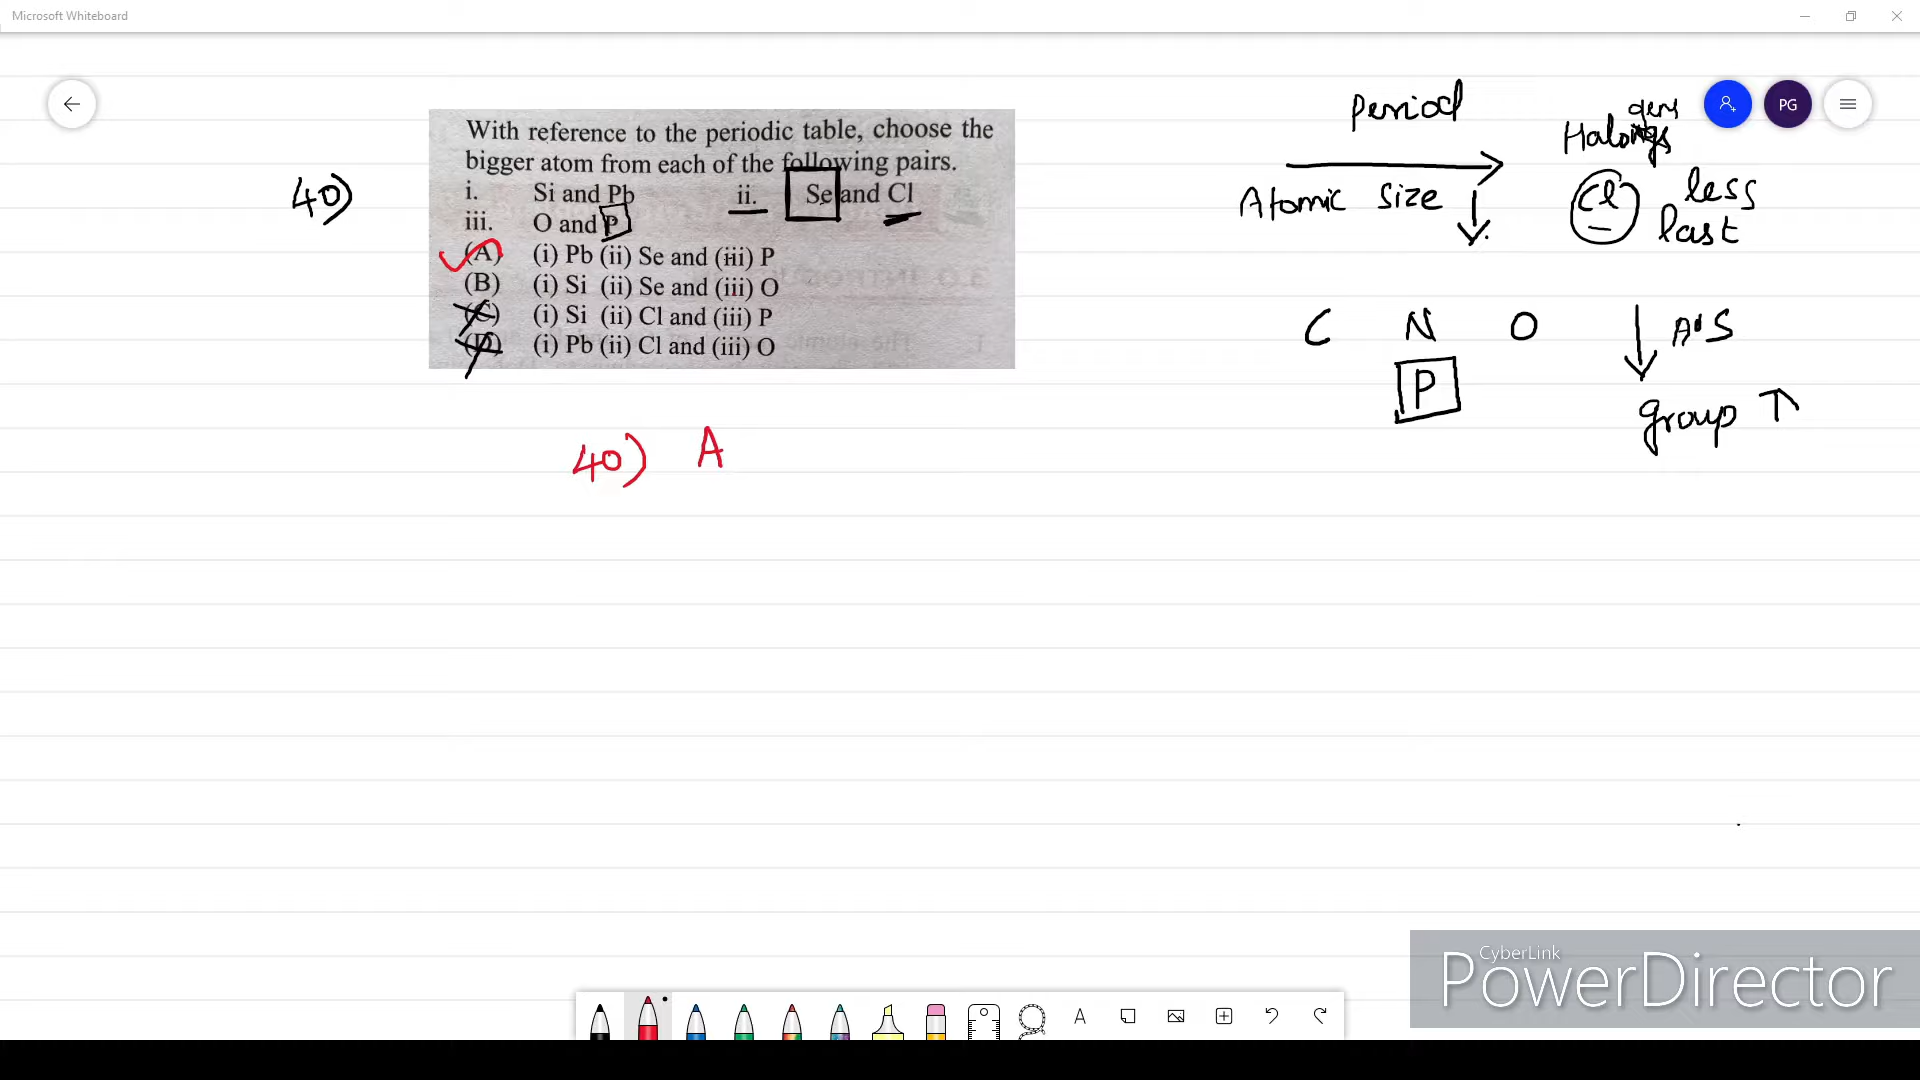 Microsoft Whiteboard
PG
40)
With reference to the periodic table, choose the
bigger atom from each of the following pairs.
i. Si and Pb ii. Se and Cl
iii. O and P
(A) (i) Pb (ii) Se and (iii) P
(B) (i) Si (ii) Se and (iii) O
(C) (i) Si (ii) Cl and (iii) P
(D) (i) Pb (ii) Cl and (iii) O
40) A
Period
Atomic size ↓
gens
Cl less
last
C N O ↓ A·S
P
group ↑
A
CyberLink
PowerDirector